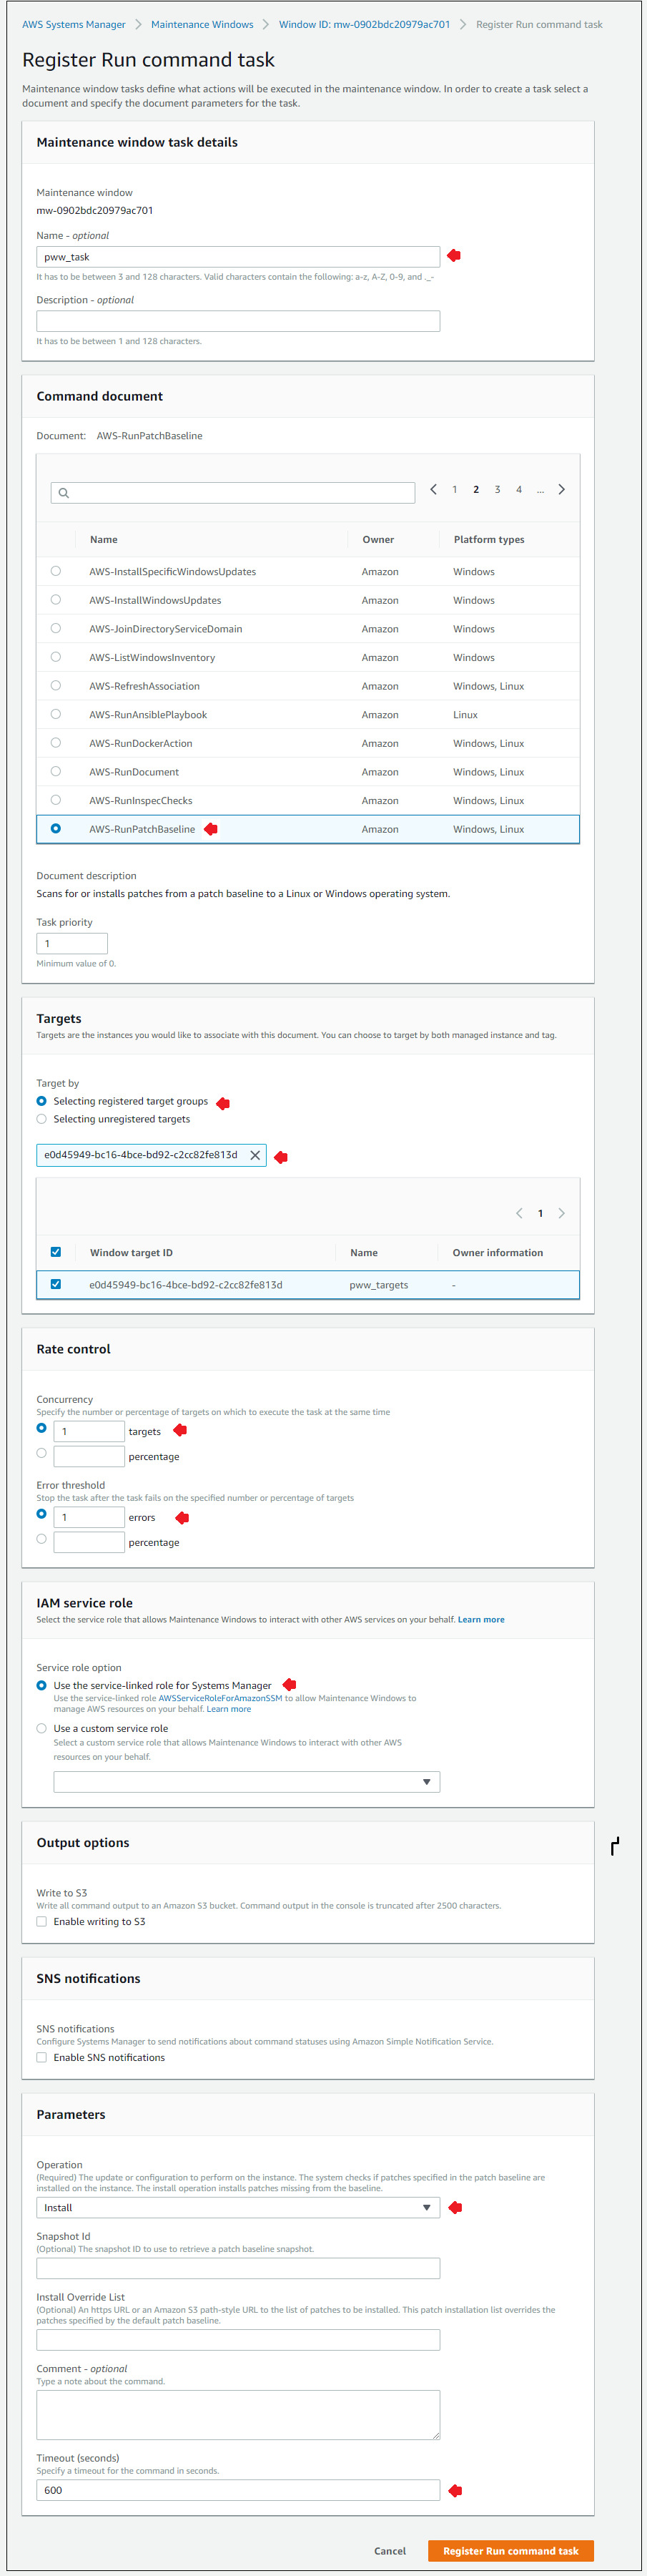 AWS Systems Manager > Maintenance Windows > Window ID: mw-0902bdc20979ac701 > Register Run command task
Register Run command task
Maintenance window tasks define what actions will be executed in the maintenance window. In order to create a task select a
document and specify the document parameters for the task.
Maintenance window task details
Maintenance window
mw-0902bdc20979ac701
Name - optional
pww_task
It has to be between 3 and 128 characters. Valid characters contain the following: a-z, A-Z, 0-9, and ._-
Description - optional
It has to be between 1 and 128 characters.
Command document
Document: AWS-RunPatchBaseline
1 2 3 4 ...
Name Owner Platform types
AWS-InstallSpecificWindowsUpdates Amazon Windows
AWS-InstallWindowsUpdates Amazon Windows
AWS-JoinDirectoryServiceDomain Amazon Windows
AWS-ListWindowsInventory Amazon Windows
AWS-RefreshAssociation Amazon Windows, Linux
AWS-RunAnsiblePlaybook Amazon Linux
AWS-RunDockerAction Amazon Windows, Linux
AWS-RunDocument Amazon Windows, Linux
AWS-RunInspecChecks Amazon Windows, Linux
AWS-RunPatchBaseline Amazon Windows, Linux
Document description
Scans for or installs patches from a patch baseline to a Linux or Windows operating system.
Task priority
1
Minimum value of 0.
Targets
Targets are the instances you would like to associate with this document. You can choose to target by both managed instance and tag.
Target by
Selecting registered target groups
Selecting unregistered targets
e0d45949-bc16-4bce-bd92-c2cc82fe813d
1
Window target ID Name Owner information
e0d45949-bc16-4bce-bd92-c2cc82fe813d pww_targets -
Rate control
Concurrency
Specify the number or percentage of targets on which to execute the task at the same time
1 targets
percentage
Error threshold
Stop the task after the task fails on the specified number or percentage of targets
1 errors
percentage
IAM service role
Select the service role that allows Maintenance Windows to interact with other AWS services on your behalf. Learn more
Service role option
Use the service-linked role for Systems Manager
Use the service-linked role AWSServiceRoleForAmazonSSM to allow Maintenance Windows to
manage AWS resources on your behalf. Learn more
Use a custom service role
Select a custom service role that allows Maintenance Windows to interact with other AWS
resources on your behalf.
Output options
Write to S3
Write all command output to an Amazon S3 bucket. Command output in the console is truncated after 2500 characters.
Enable writing to S3
SNS notifications
SNS notifications
Configure Systems Manager to send notifications about command statuses using Amazon Simple Notification Service.
Enable SNS notifications
Parameters
Operation
(Required) The update or configuration to perform on the instance. The system checks if patches specified in the patch baseline are
installed on the instance. The install operation installs patches missing from the baseline.
Install
Snapshot Id
(Optional) The snapshot ID to use to retrieve a patch baseline snapshot.
Install Override List
(Optional) An https URL or an Amazon S3 path-style URL to the list of patches to be installed. This patch installation list overrides the
patches specified by the default patch baseline.
Comment - optional
Type a note about the command.
Timeout (seconds)
Specify a timeout for the command in seconds.
600
Cancel Register Run command task